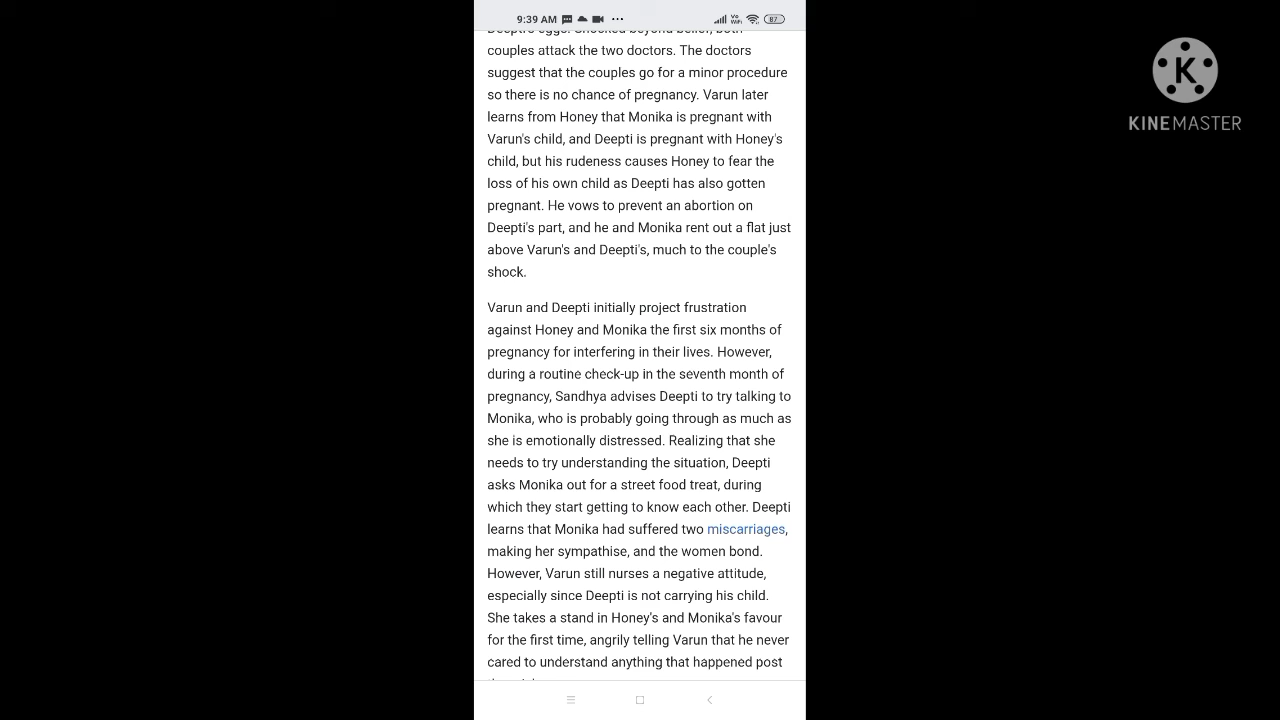 9:39 AM
Vo
WiFi
87
Deepti's eggs. Shocked beyond belief, both
couples attack the two doctors. The doctors
suggest that the couples go for a minor procedure
so there is no chance of pregnancy. Varun later
learns from Honey that Monika is pregnant with
Varun's child, and Deepti is pregnant with Honey's
child, but his rudeness causes Honey to fear the
loss of his own child as Deepti has also gotten
pregnant. He vows to prevent an abortion on
Deepti's part, and he and Monika rent out a flat just
above Varun's and Deepti's, much to the couple's
shock.
Varun and Deepti initially project frustration
against Honey and Monika the first six months of
pregnancy for interfering in their lives. However,
during a routine check-up in the seventh month of
pregnancy, Sandhya advises Deepti to try talking to
Monika, who is probably going through as much as
she is emotionally distressed. Realizing that she
needs to try understanding the situation, Deepti
asks Monika out for a street food treat, during
which they start getting to know each other. Deepti
learns that Monika had suffered two miscarriages,
making her sympathise, and the women bond.
However, Varun still nurses a negative attitude,
especially since Deepti is not carrying his child.
She takes a stand in Honey's and Monika's favour
for the first time, angrily telling Varun that he never
cared to understand anything that happened post
K
KINEMASTER